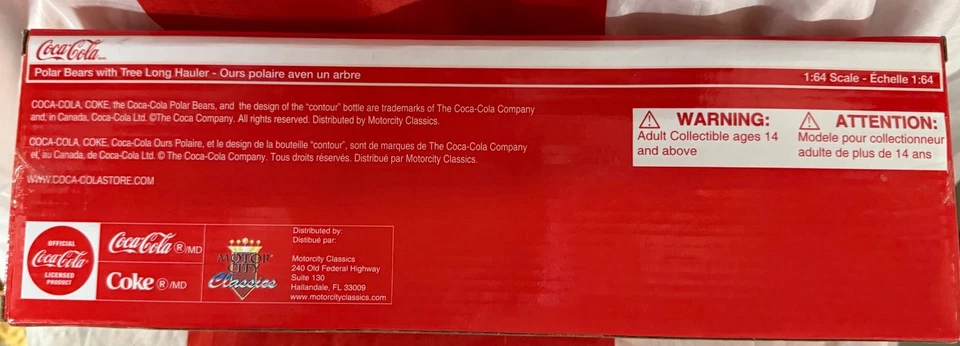 Coca-Cola
Polar Bears with Tree Long Hauler - Ours polaire aven un arbre
1:64 Scale - Échelle 1:64
COCA-COLA, COKE, the Coca-Cola Polar Bears, and the design of the "contour" bottle are trademarks of The Coca-Cola Company
and, in Canada, Coca-Cola Ltd. ©The Coca Company. All rights reserved. Distributed by Motorcity Classics.
COCA-COLA, COKE, Coca-Cola Ours Polaire, et le design de la bouteille "contour", sont de marques de The Coca-Cola Company
et, au Canada, de Coca-Cola Ltd. © The Coca-Cola Company. Tous droits réservés. Distribué par Motorcity Classics.
WWW.COCA-COLASTORE.COM
⚠ WARNING:
Adult Collectible ages 14
and above
⚠ ATTENTION:
Modele pour collectionneur
adulte de plus de 14 ans
OFFICIAL
Coca-Cola
LICENSED
PRODUCT
Coca-Cola ®/MD
Coke ®/MD
MOTOR
CITY
Classics
Distributed by:
Distibué par:
Motorcity Classics
240 Old Federal Highway
Suite 130
Hallandale, FL 33009
www.motorcityclassics.com